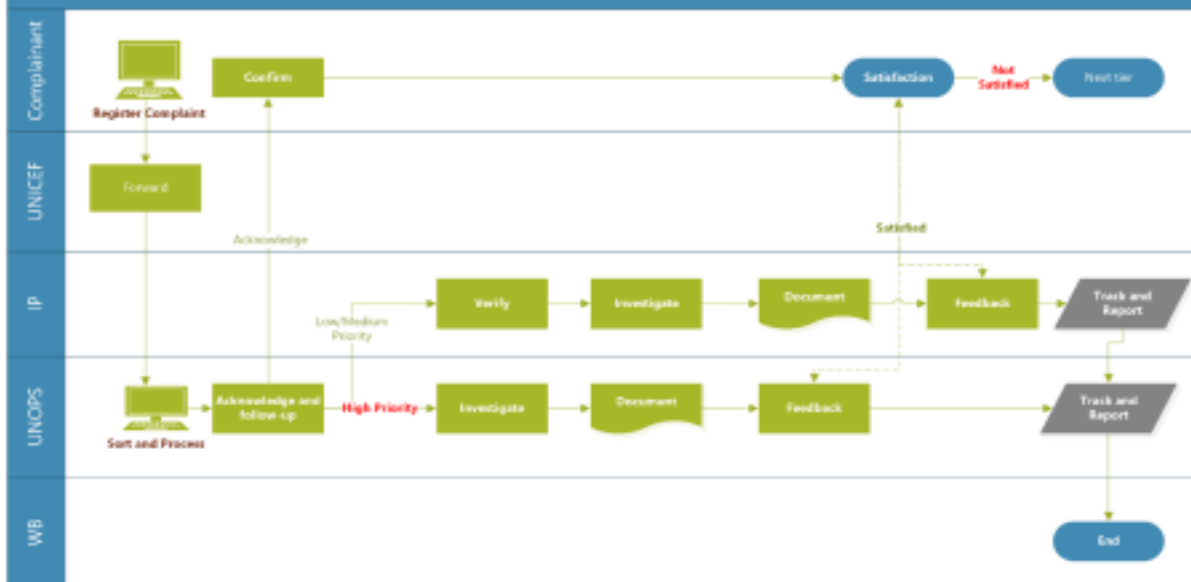 Complainant
Register Complaint
Confirm
Satisfaction
Not
Satisfied
Next tier
UNICEF
Forward
Acknowledge
Satisfied
IP
Low/Medium
Priority
Verify
Investigate
Document
Feedback
Track and
Report
UNOPS
Sort and Process
Acknowledge and
follow-up
High Priority
Investigate
Document
Feedback
Track and
Report
WB
End